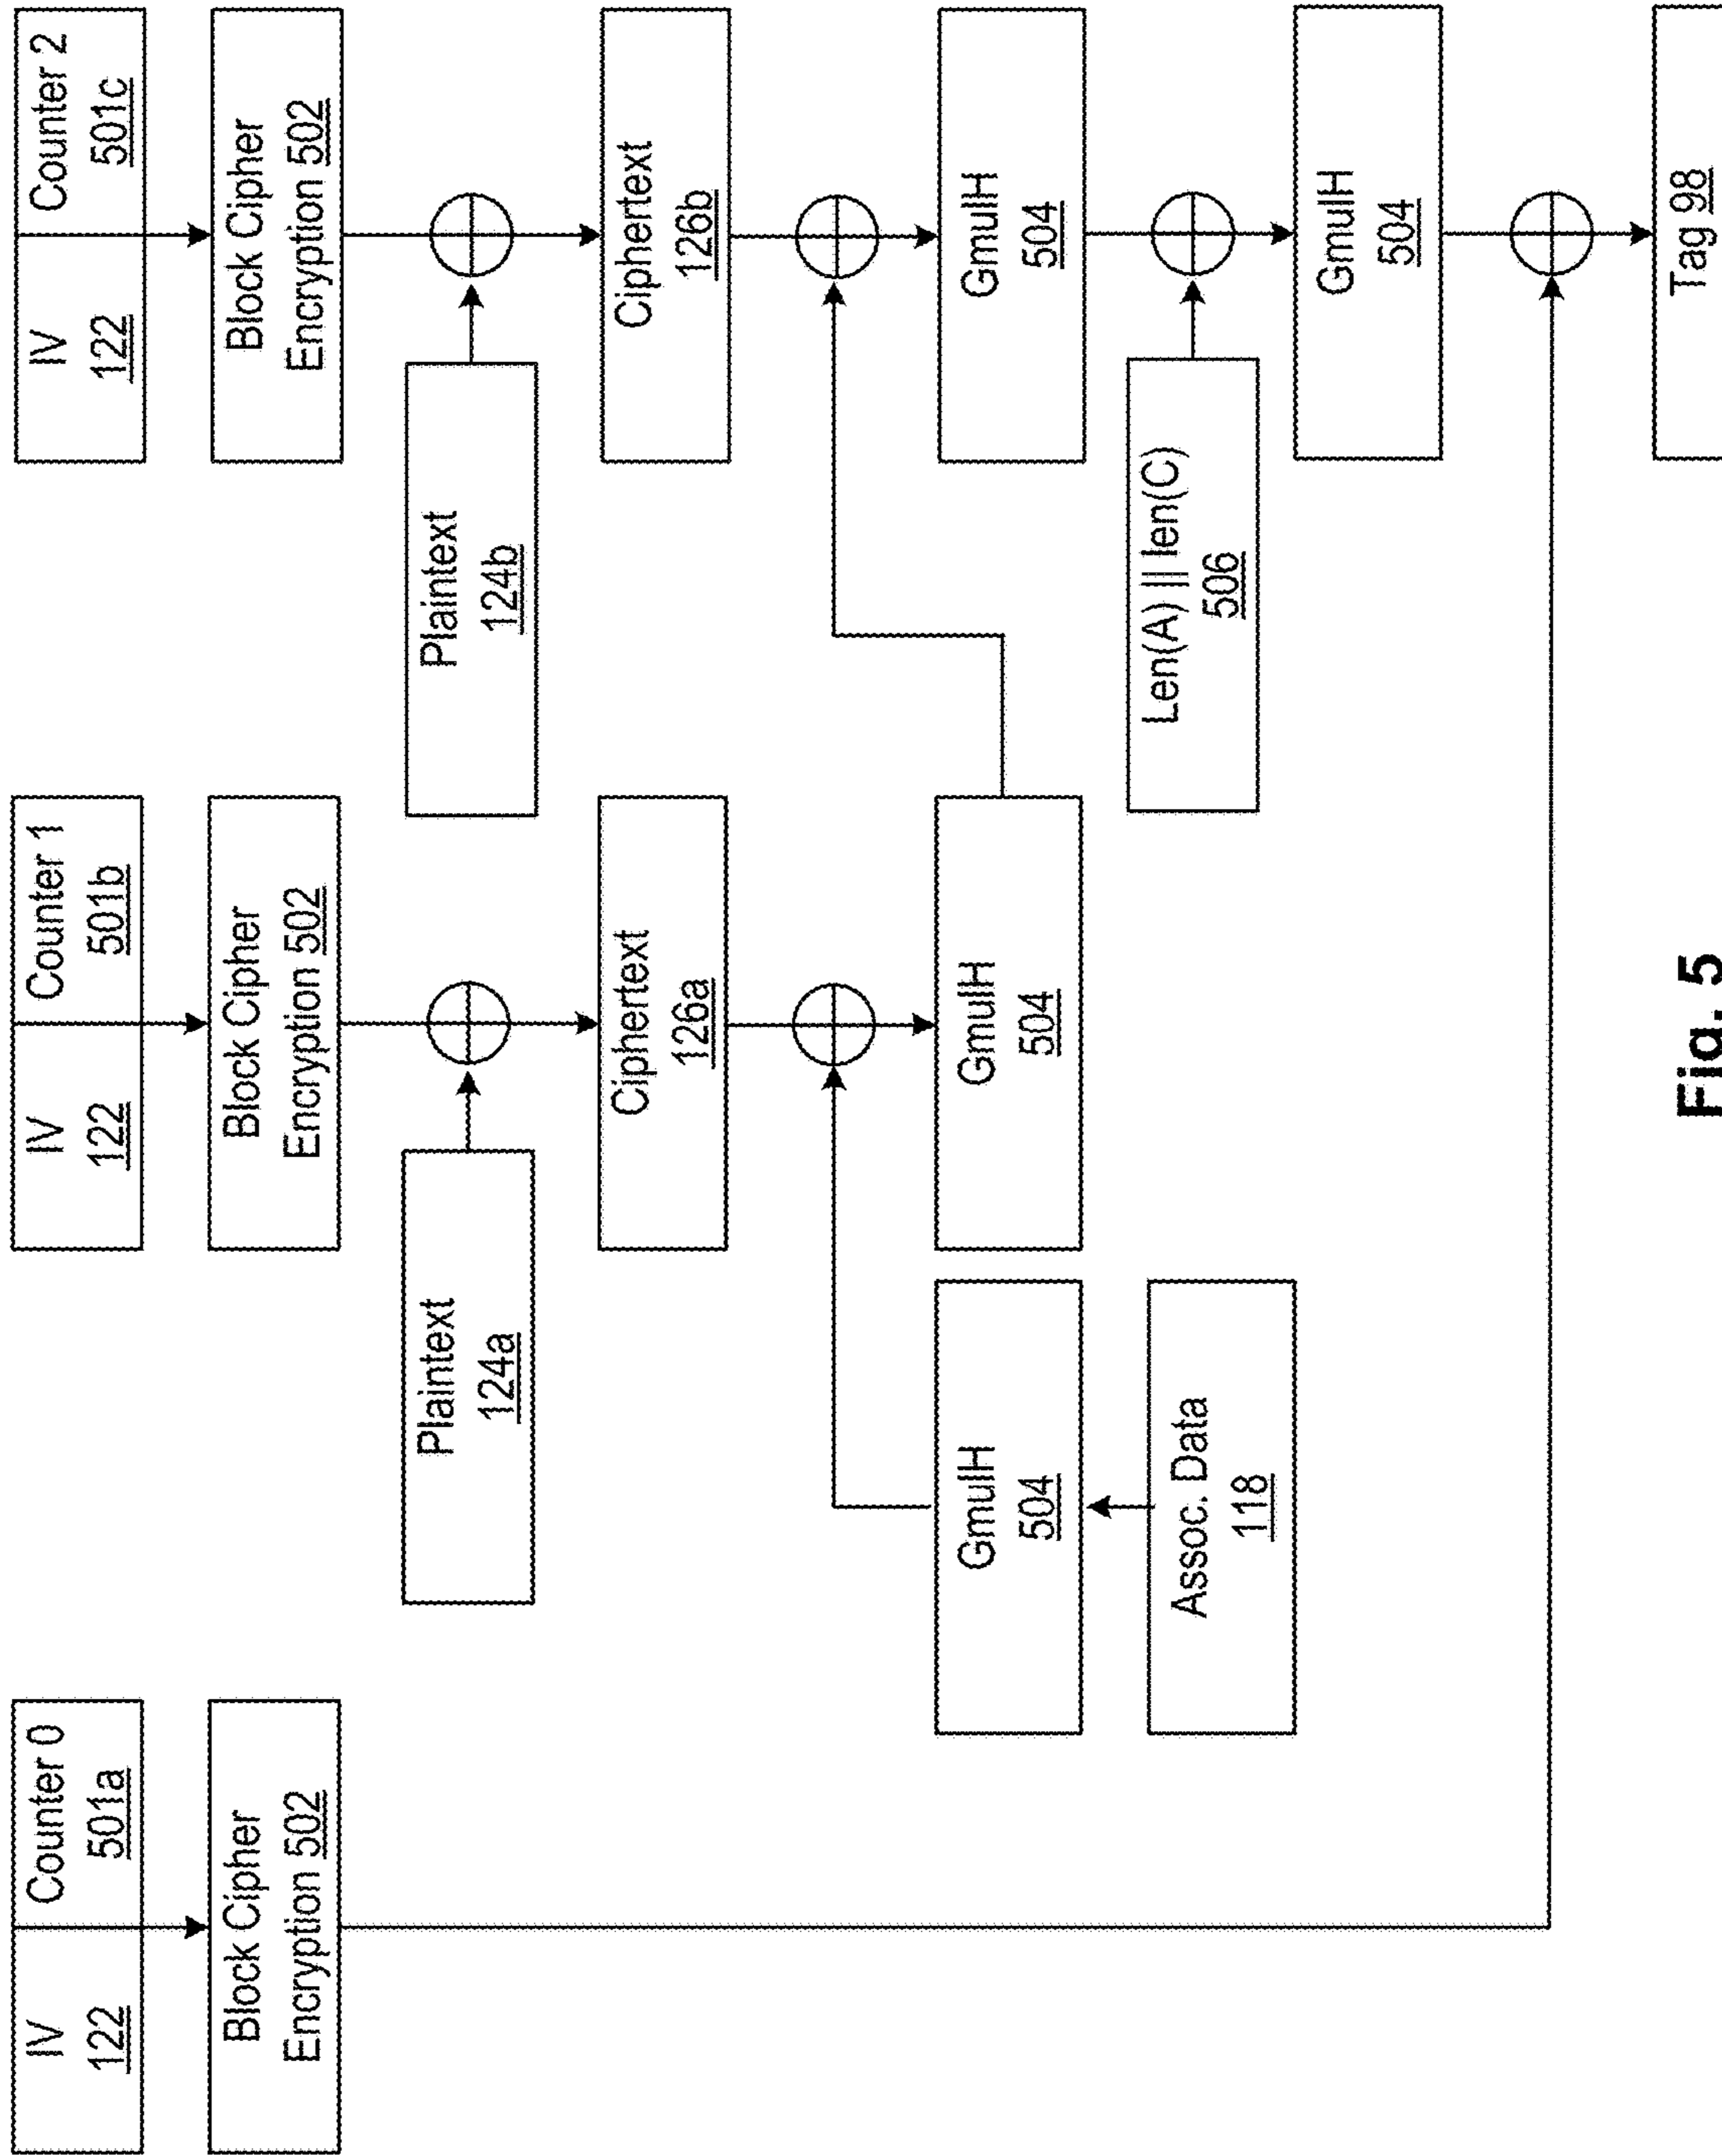 IV
122
Counter 0
501a
IV
122
Counter 1
501b
IV
122
Counter 2
501c
Block Cipher
Encryption 502
Block Cipher
Encryption 502
Block Cipher
Encryption 502
Plaintext
124a
Plaintext
124b
Ciphertext
126a
Ciphertext
126b
GmulH
504
GmulH
504
GmulH
504
Assoc. Data
118
Len(A) || len(C)
506
GmulH
504
Tag 98
Fig. 5